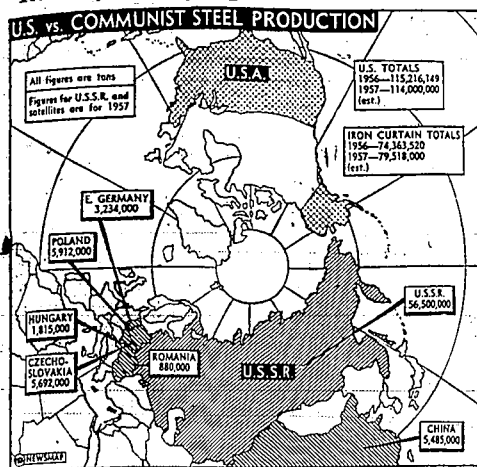 U.S. vs. COMMUNIST STEEL PRODUCTION
All figures are tons
Figures for U.S.S.R. and
satellites are for 1957
U.S.A.
U.S. TOTALS
1956—115,216,149
1957—114,000,000
(est.)
IRON CURTAIN TOTALS
1956—74,363,520
1957—79,518,000
(est.)
E. GERMANY
3,234,000
POLAND
5,912,000
HUNGARY
1,815,000
CZECHO-
SLOVAKIA
5,692,000
ROMANIA
880,000
U.S.S.R.
U.S.S.R.
56,500,000
CHINA
5,485,000
NEWSMAP